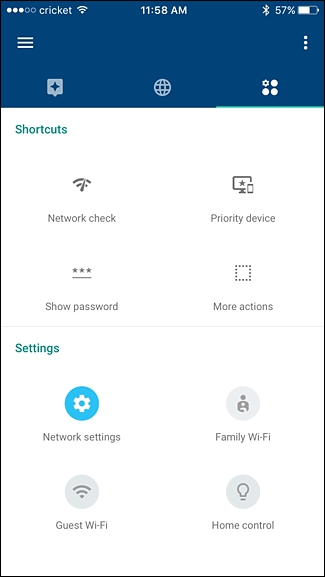 cricket 11:58 AM 57%
Shortcuts
Network check Priority device
***
Show password More actions
Settings
Network settings Family Wi-Fi
Guest Wi-Fi Home control